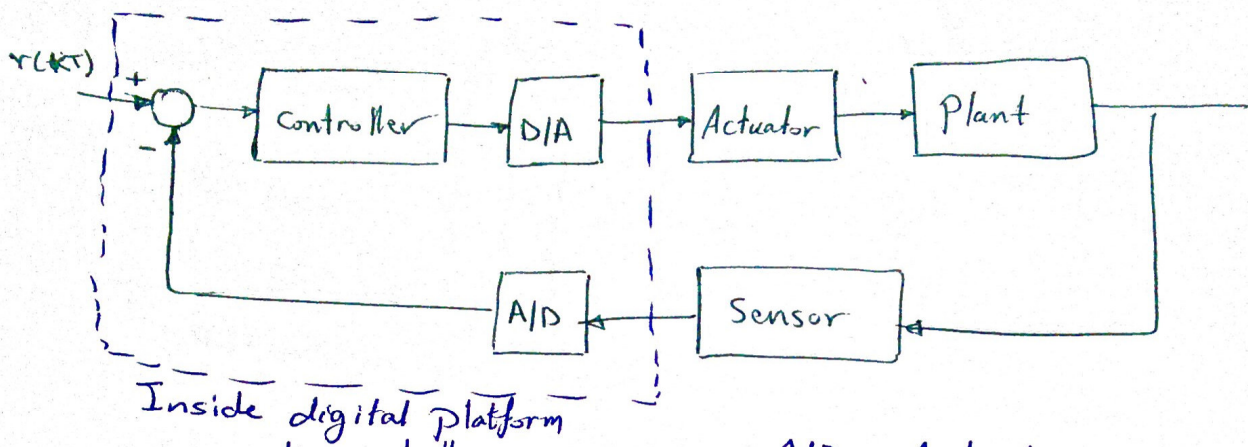 r(kT)
+
-
Controller
D/A
Actuator
Plant
A/D
Sensor
Inside digital platform